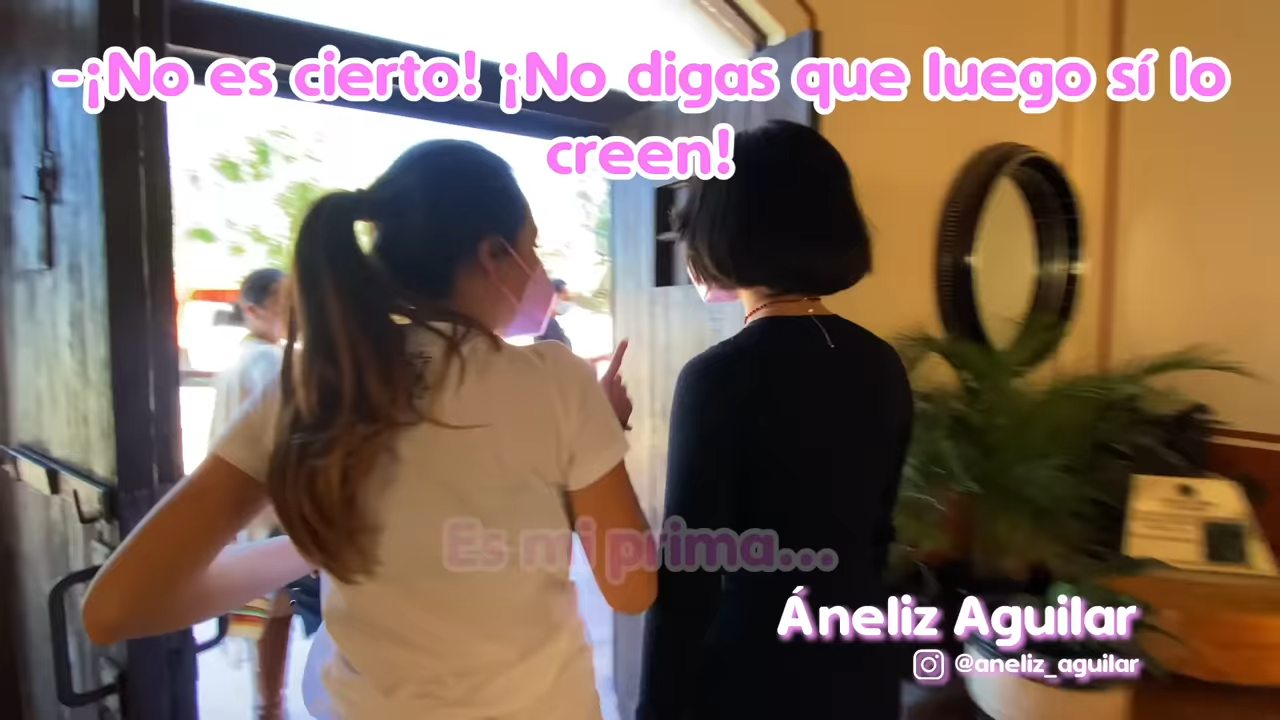 -¡No es cierto! ¡No digas que luego sí lo
creen!
Es mi prima...
Áneliz Aguilar
@aneliz_aguilar